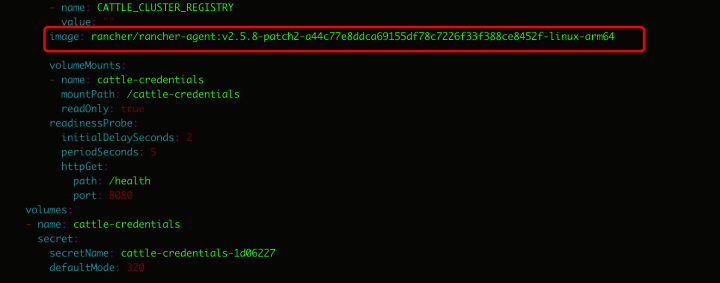 - name: CATTLE_CLUSTER_REGISTRY
value: ""
image: rancher/rancher-agent:v2.5.8-patch2-a44c77e8ddca69155df78c7226f33f388ce8452f-linux-arm64
volumeMounts:
- name: cattle-credentials
mountPath: /cattle-credentials
readOnly: true
readinessProbe:
initialDelaySeconds: 2
periodSeconds: 5
httpGet:
path: /health
port: 8080
volumes:
- name: cattle-credentials
secret:
secretName: cattle-credentials-1d06227
defaultMode: 320